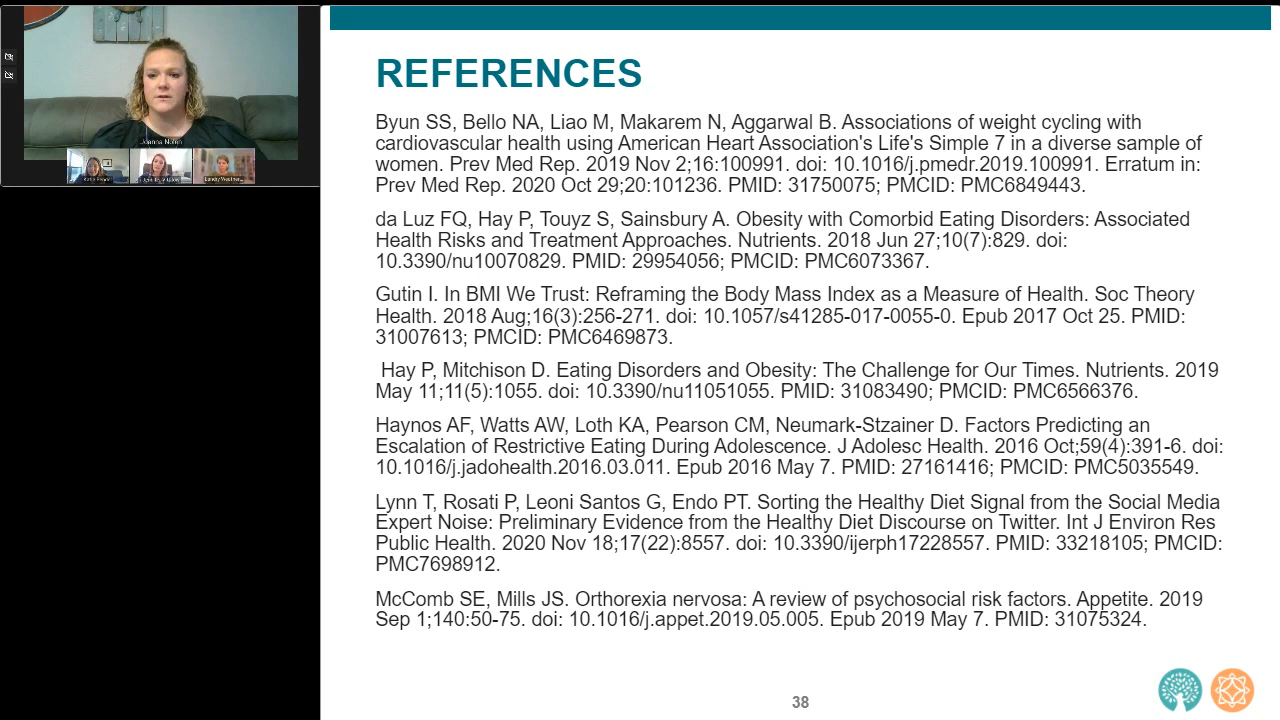 Joanna Nolen
REFERENCES
Byun SS, Bello NA, Liao M, Makarem N, Aggarwal B. Associations of weight cycling with
cardiovascular health using American Heart Association's Life's Simple 7 in a diverse sample of
women. Prev Med Rep. 2019 Nov 2;16:100991. doi: 10.1016/j.pmedr.2019.100991. Erratum in:
Prev Med Rep. 2020 Oct 29;20:101236. PMID: 31750075; PMCID: PMC6849443.
da Luz FQ, Hay P, Touyz S, Sainsbury A. Obesity with Comorbid Eating Disorders: Associated
Health Risks and Treatment Approaches. Nutrients. 2018 Jun 27;10(7):829. doi:
10.3390/nu10070829. PMID: 29954056; PMCID: PMC6073367.
Gutin I. In BMI We Trust: Reframing the Body Mass Index as a Measure of Health. Soc Theory
Health. 2018 Aug;16(3):256-271. doi: 10.1057/s41285-017-0055-0. Epub 2017 Oct 25. PMID:
31007613; PMCID: PMC6469873.
Hay P, Mitchison D. Eating Disorders and Obesity: The Challenge for Our Times. Nutrients. 2019
May 11;11(5):1055. doi: 10.3390/nu11051055. PMID: 31083490; PMCID: PMC6566376.
Haynos AF, Watts AW, Loth KA, Pearson CM, Neumark-Stzainer D. Factors Predicting an
Escalation of Restrictive Eating During Adolescence. J Adolesc Health. 2016 Oct;59(4):391-6. doi:
10.1016/j.jadohealth.2016.03.011. Epub 2016 May 7. PMID: 27161416; PMCID: PMC5035549.
Lynn T, Rosati P, Leoni Santos G, Endo PT. Sorting the Healthy Diet Signal from the Social Media
Expert Noise: Preliminary Evidence from the Healthy Diet Discourse on Twitter. Int J Environ Res
Public Health. 2020 Nov 18;17(22):8557. doi: 10.3390/ijerph17228557. PMID: 33218105; PMCID:
PMC7698912.
McComb SE, Mills JS. Orthorexia nervosa: A review of psychosocial risk factors. Appetite. 2019
Sep 1;140:50-75. doi: 10.1016/j.appet.2019.05.005. Epub 2019 May 7. PMID: 31075324.
38